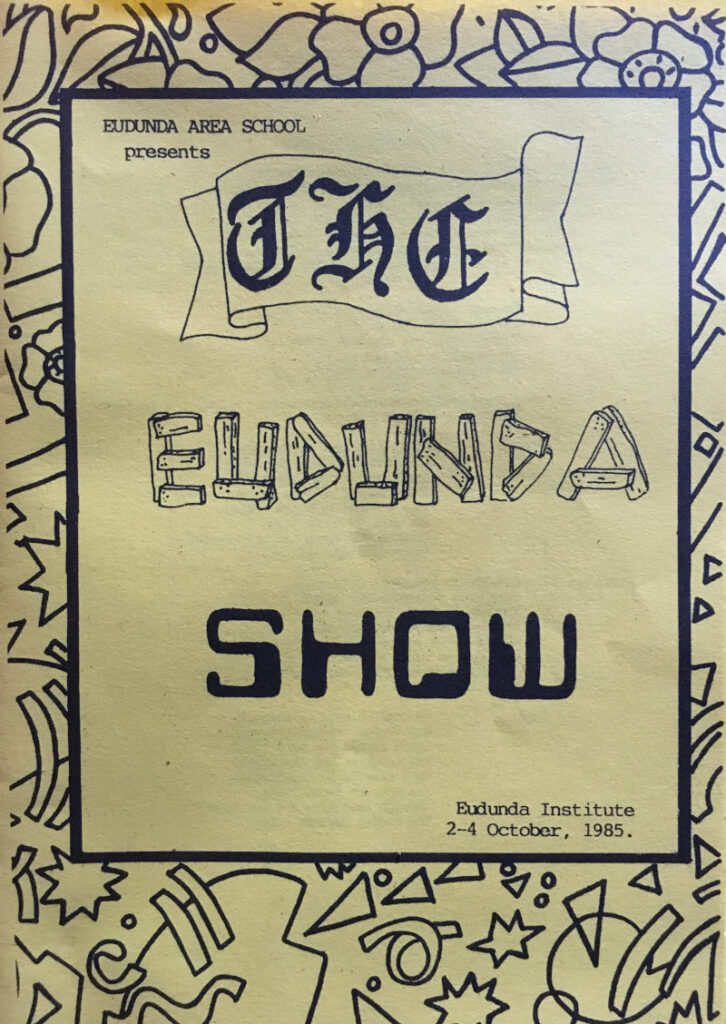 EUDUNDA AREA SCHOOL
presents
THE
EUDUNDA
SHOW
Eudunda Institute
2-4 October, 1985.